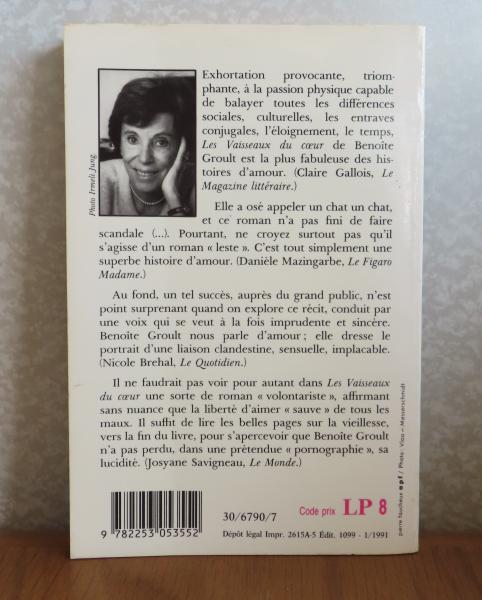 Exhortation provocante, triom-
phante, à la passion physique capable
de balayer toutes les différences
sociales, culturelles, les entraves
conjugales, l'éloignement, le temps,
Les Vaisseaux du cœur de Benoîte
Groult est la plus fabuleuse des his-
toires d'amour. (Claire Gallois, Le
Magazine littéraire.)
Elle a osé appeler un chat un chat,
et ce roman n'a pas fini de faire
scandale (...). Pourtant, ne croyez surtout pas qu'il
s'agisse d'un roman « leste ». C'est tout simplement une
superbe histoire d'amour. (Danièle Mazingarbe, Le Figaro
Madame.)
Photo Irmeli Jung
Au fond, un tel succès, auprès du grand public, n'est
point surprenant quand on explore ce récit, conduit par
une voix qui se veut à la fois imprudente et sincère.
Benoîte Groult nous parle d'amour ; elle dresse le
portrait d'une liaison clandestine, sensuelle, implacable.
(Nicole Brehal, Le Quotidien.)
Il ne faudrait pas voir pour autant dans Les Vaisseaux
du cœur une sorte de roman « volontariste », affirmant
sans nuance que la liberté d'aimer « sauve » de tous les
maux. Il suffit de lire les belles pages sur la vieillesse,
vers la fin du livre, pour s'apercevoir que Benoîte Groult
n'a pas perdu, dans une prétendue « pornographie », sa
lucidité. (Josyane Savigneau, Le Monde.)
pierre faucheux apf / Photo : Visa - Messerschmidt
9 782253 053552
30/6790/7
Code prix LP 8
Dépôt légal Impr. 2615A-5 Édit. 1099 - 1/1991